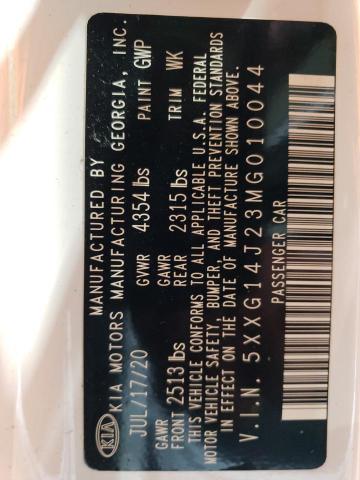 MANUFACTURED BY
KIA KIA MOTORS MANUFACTURING GEORGIA, INC.
JUL/17/20 GVWR 4354 lbs PAINT GWP
GAWR FRONT 2513 lbs GAWR REAR 2315 lbs TRIM WK
THIS VEHICLE CONFORMS TO ALL APPLICABLE U.S.A. FEDERAL
MOTOR VEHICLE SAFETY, BUMPER, AND THEFT PREVENTION STANDARDS
IN EFFECT ON THE DATE OF MANUFACTURE SHOWN ABOVE.
V.I.N. 5XXG14J23MG010044
PASSENGER CAR